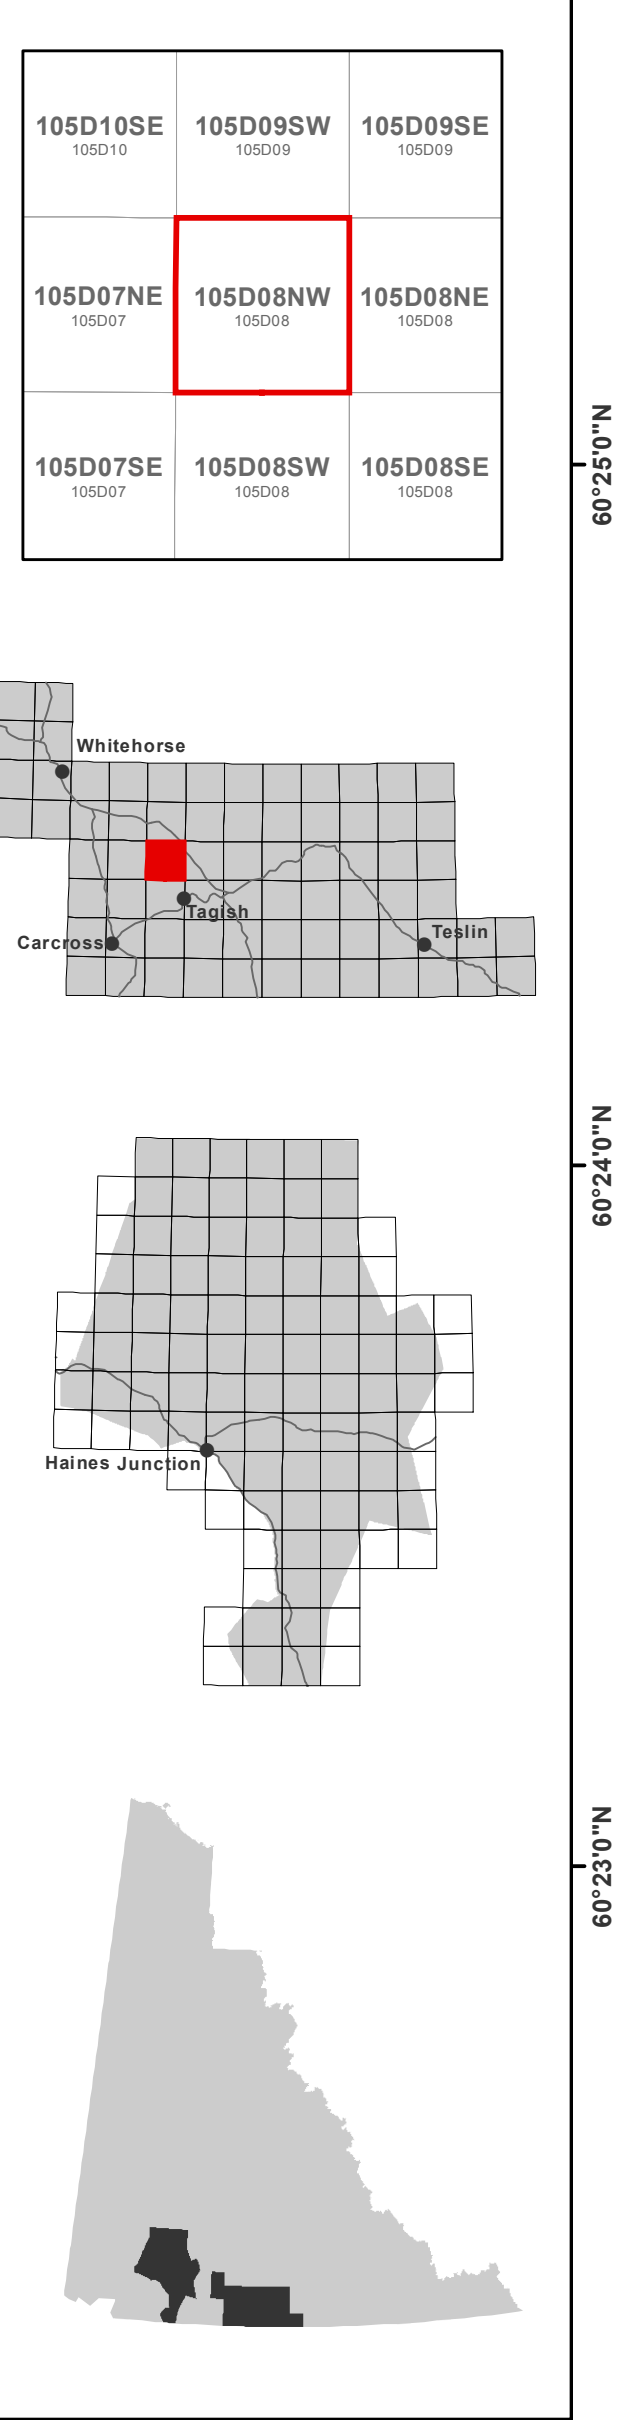 105D10SE
105D10
105D09SW
105D09
105D09SE
105D09
105D07NE
105D07
105D08NW
105D08
105D08NE
105D08
105D07SE
105D07
105D08SW
105D08
105D08SE
105D08
60°25'0"N
Whitehorse
Tagish
Carcross
Teslin
60°24'0"N
Haines Junction
60°23'0"N